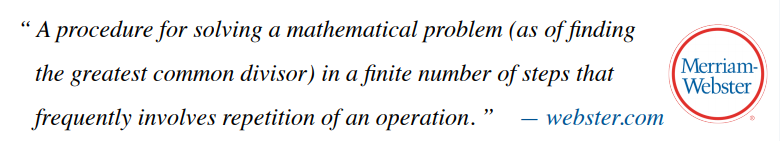 “ A procedure for solving a mathematical problem (as of finding
the greatest common divisor) in a finite number of steps that
frequently involves repetition of an operation. ” — webster.com
Merriam-
Webster
®